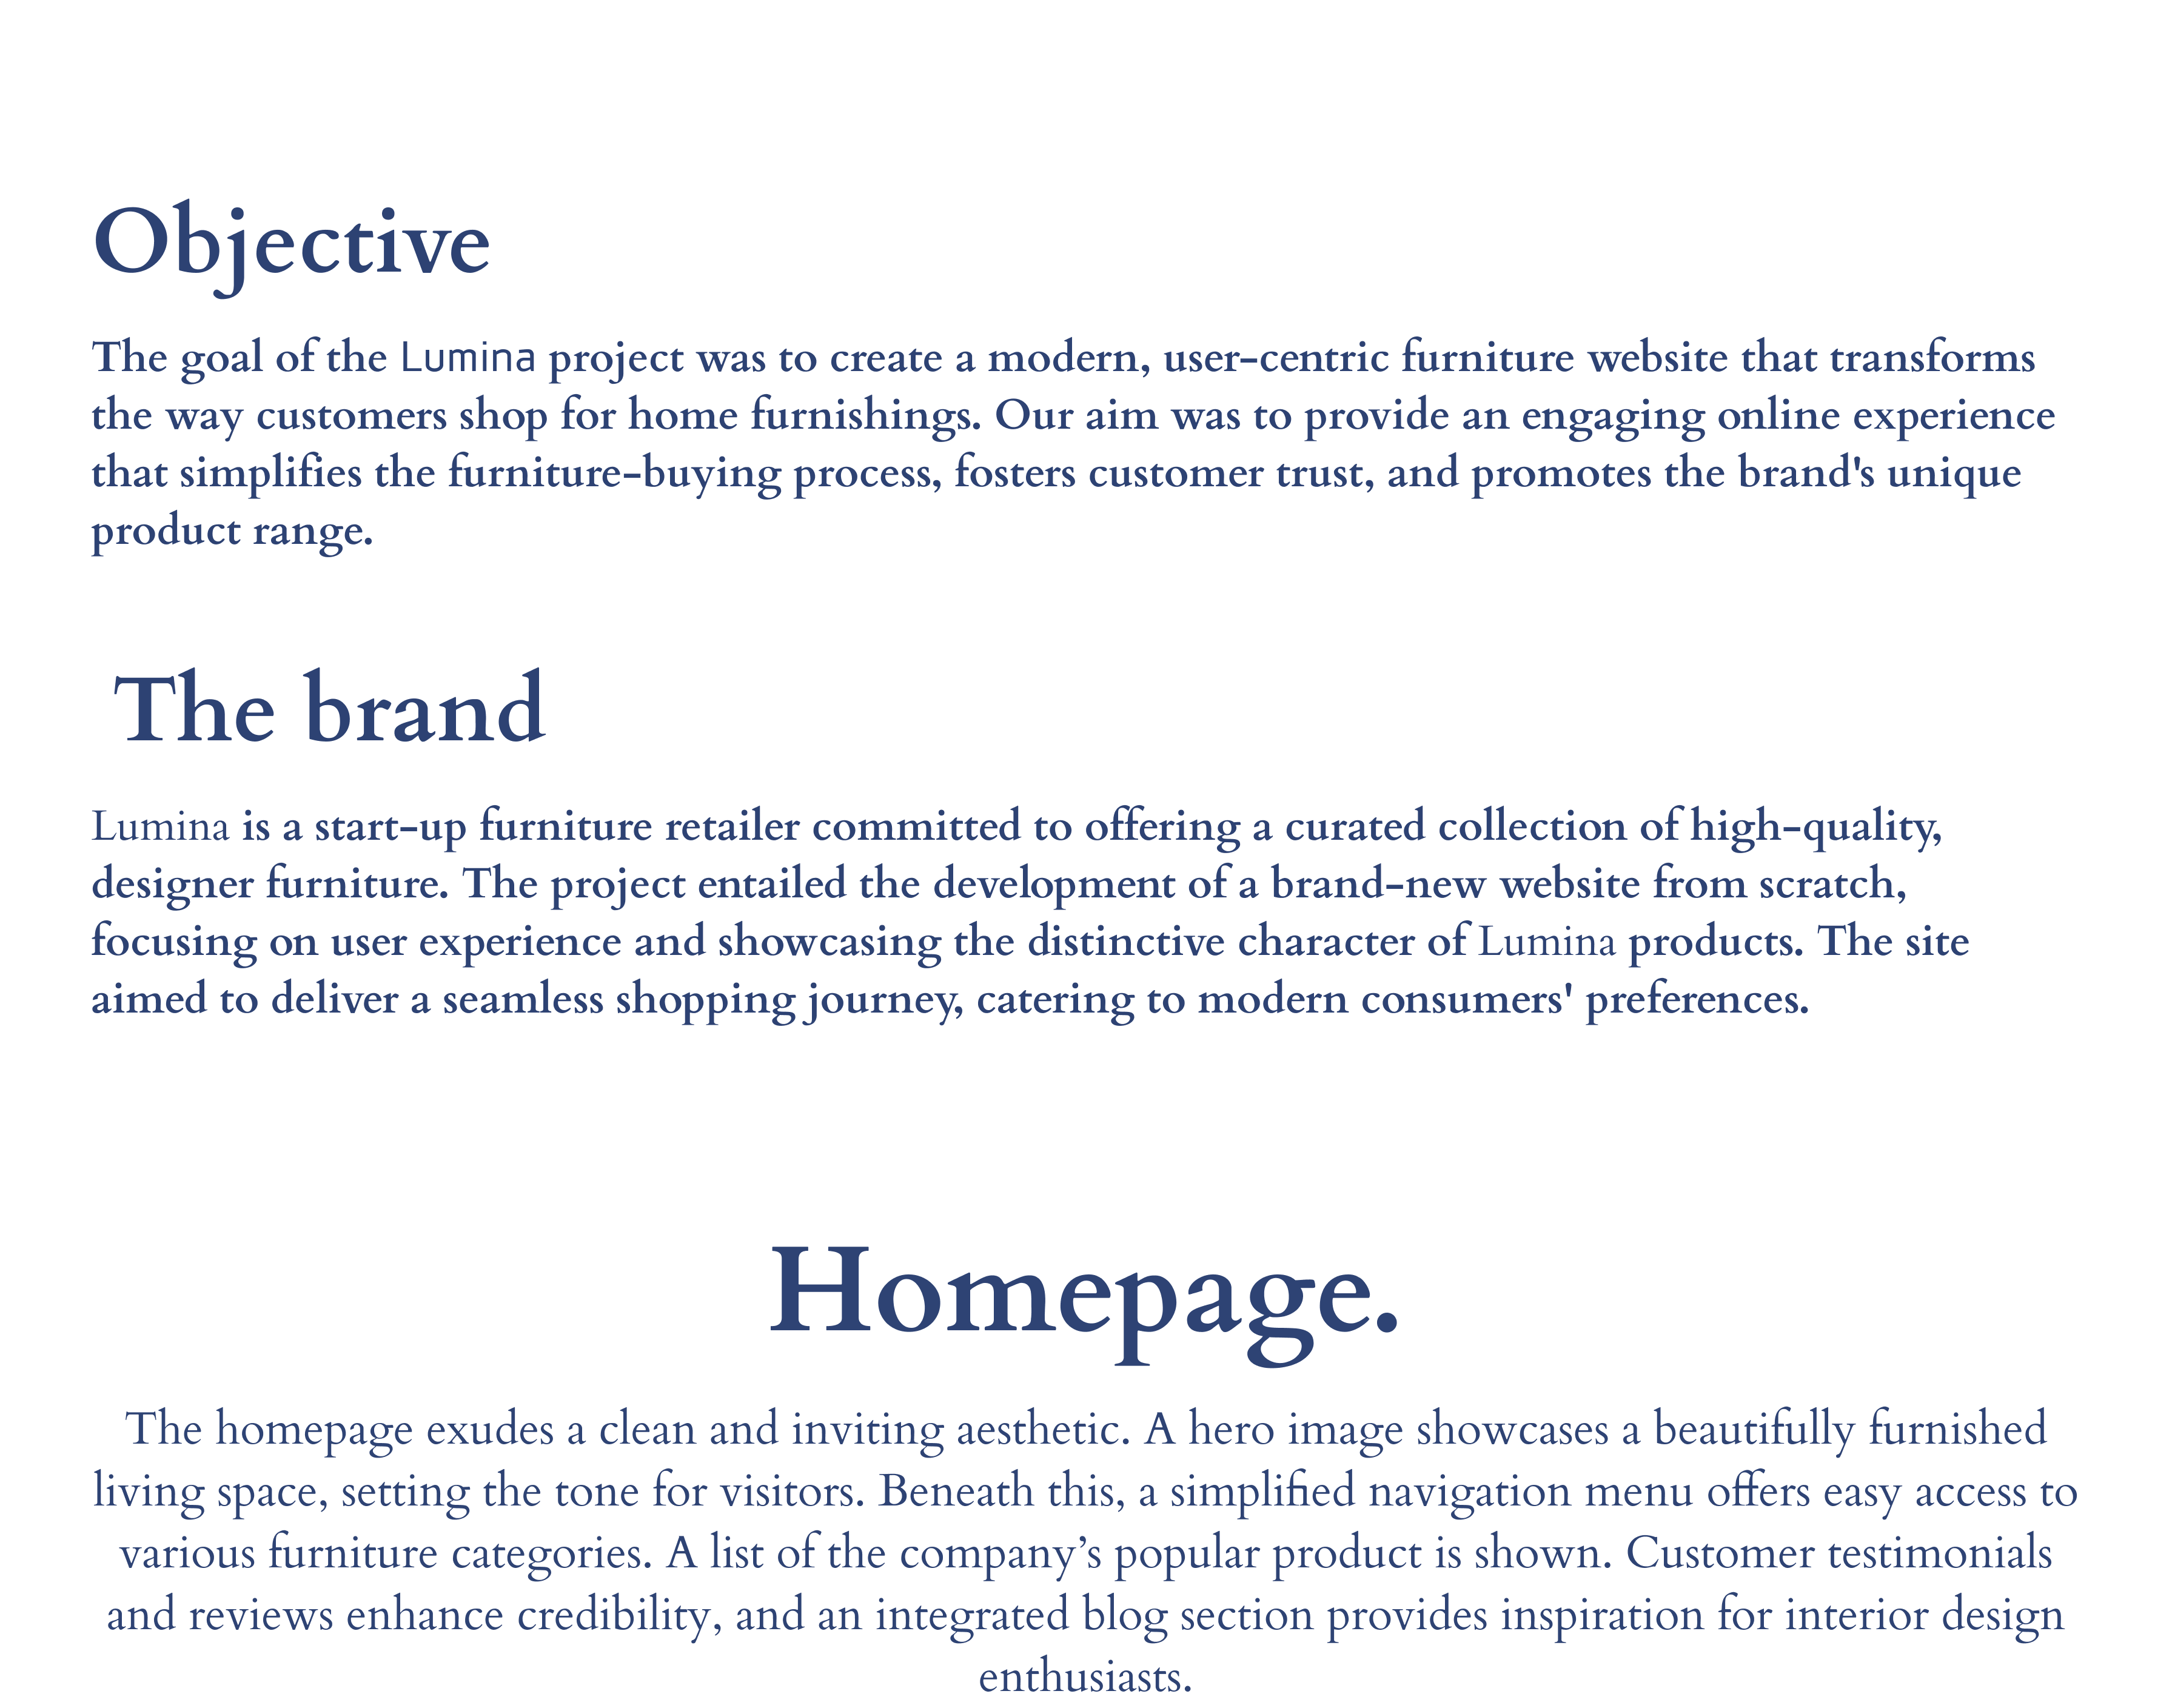 Objective
The goal of the Lumina project was to create a modern, user-centric furniture website that transforms
the way customers shop for home furnishings. Our aim was to provide an engaging online experience
that simplifies the furniture-buying process, fosters customer trust, and promotes the brand's unique
product range.
The brand
Lumina is a start-up furniture retailer committed to offering a curated collection of high-quality,
designer furniture. The project entailed the development of a brand-new website from scratch,
focusing on user experience and showcasing the distinctive character of Lumina products. The site
aimed to deliver a seamless shopping journey, catering to modern consumers' preferences.
Homepage.
The homepage exudes a clean and inviting aesthetic. A hero image showcases a beautifully furnished
living space, setting the tone for visitors. Beneath this, a simplified navigation menu offers easy access to
various furniture categories. A list of the company’s popular product is shown. Customer testimonials
and reviews enhance credibility, and an integrated blog section provides inspiration for interior design
enthusiasts.